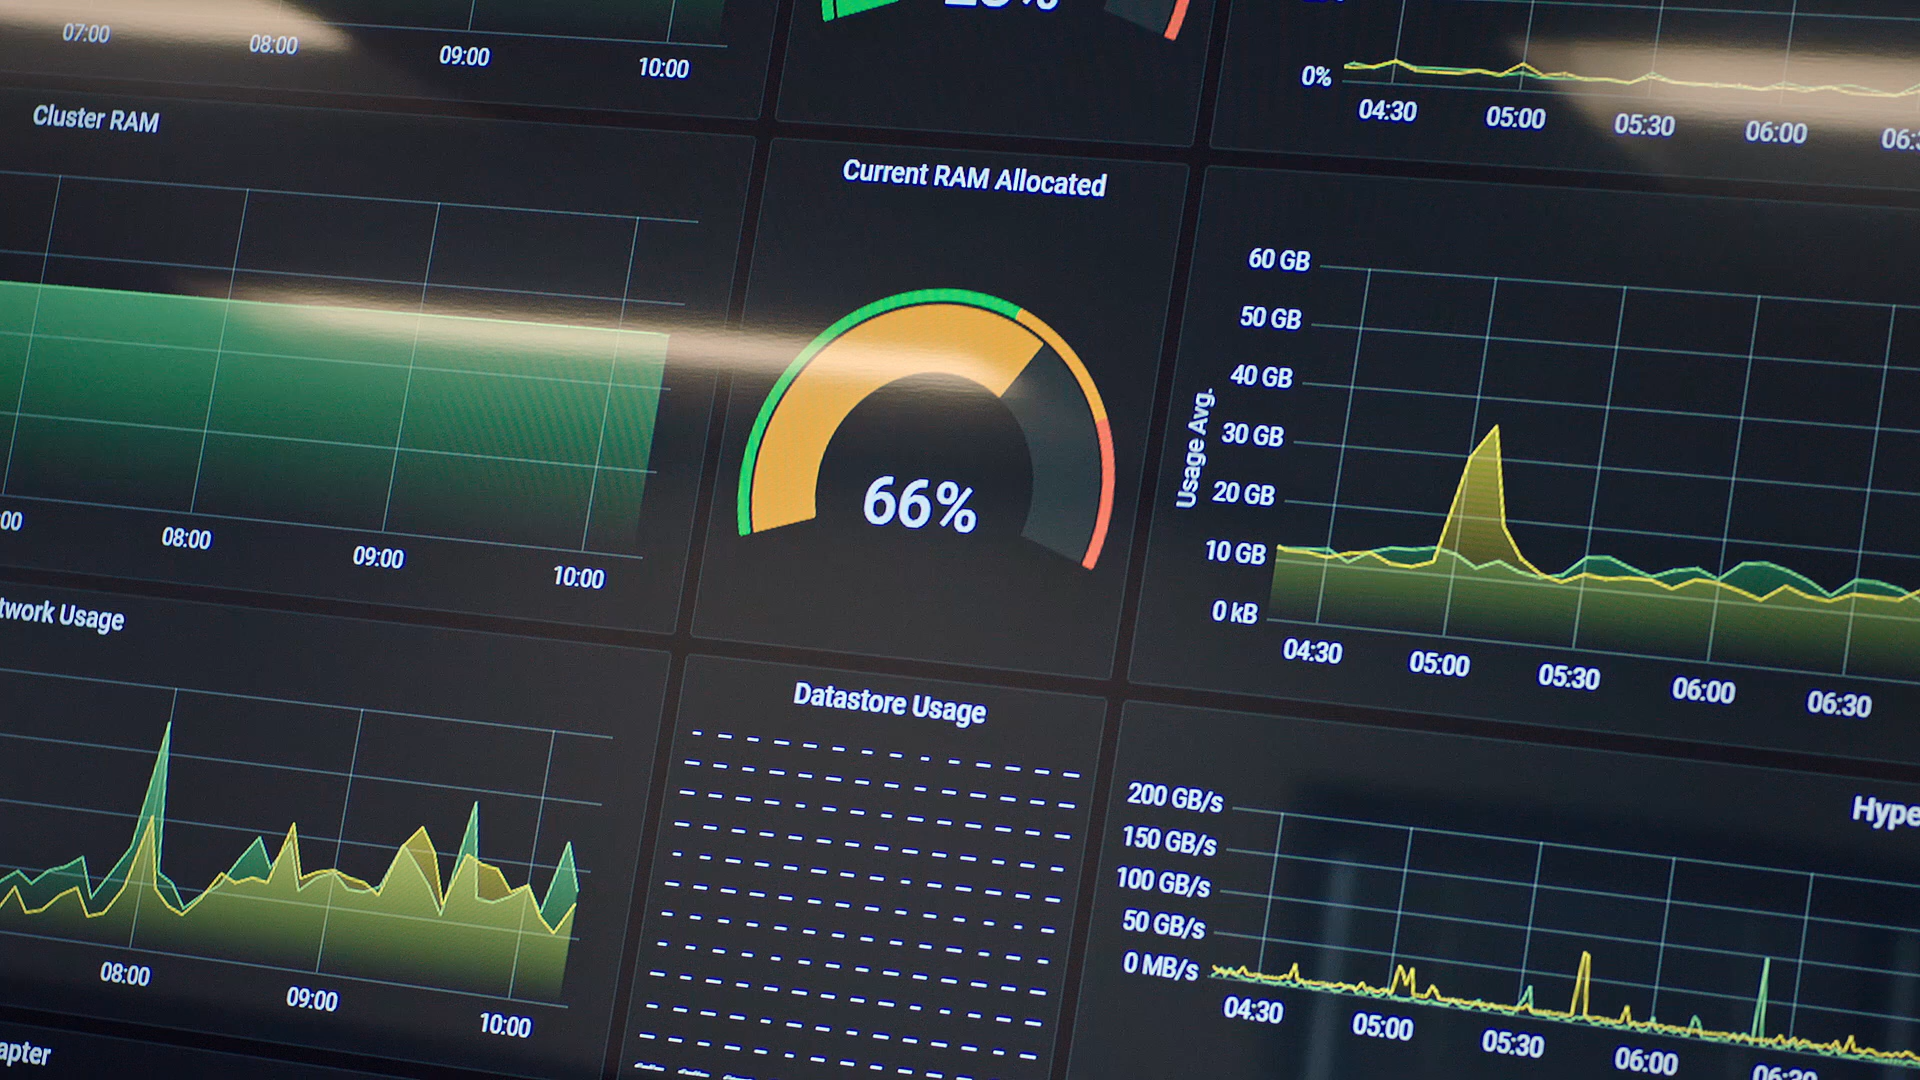 07:00
08:00
09:00
10:00
0%
04:30
05:00
05:30
06:00
Cluster RAM
08:00
09:00
10:00
Current RAM Allocated
66%
Usage Avg.
60 GB
50 GB
40 GB
30 GB
20 GB
10 GB
0 kB
04:30
05:00
05:30
06:00
06:30
twork Usage
08:00
09:00
10:00
Datastore Usage
Hype
200 GB/s
150 GB/s
100 GB/s
50 GB/s
0 MB/s
04:30
05:00
05:30
06:00
06:30
apter